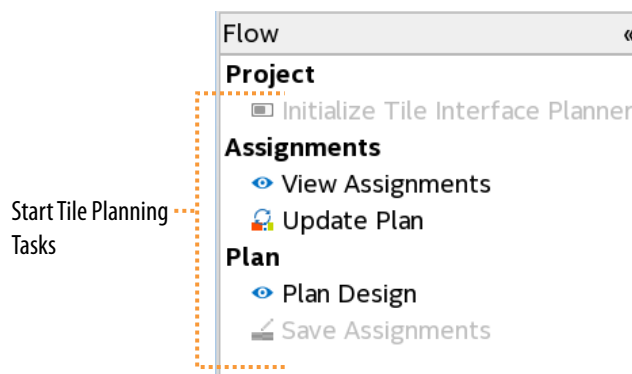 Flow «
Project
Initialize Tile Interface Planner
Assignments
View Assignments
Update Plan
Start Tile Planning
Tasks
Plan
Plan Design
Save Assignments